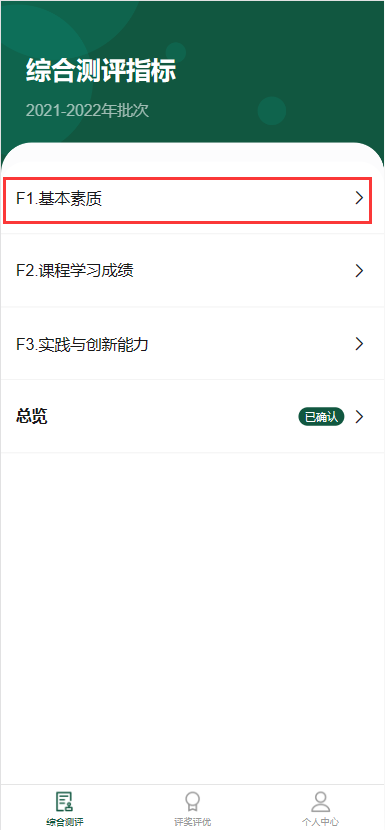 综合测评指标
2021-2022年批次
F1.基本素质
F2.课程学习成绩
F3.实践与创新能力
总览
已确认
综合测评
评奖评优
个人中心